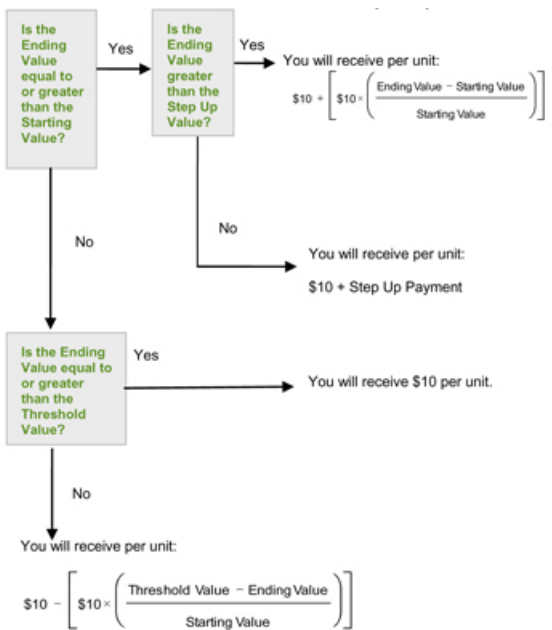 Is the
Ending
Value
equal to
or greater
than the
Starting
Value?
Yes
Is the
Ending
Value
greater
than the
Step Up
Value?
Yes
You will receive per unit:
$10 + [ $10 × ( Ending Value − Starting Value
Starting Value ) ]
No
No
You will receive per unit:
$10 + Step Up Payment
Is the Ending
Value equal to
or greater
than the
Threshold
Value?
Yes
You will receive $10 per unit.
No
You will receive per unit:
$10 − [ $10 × ( Threshold Value − Ending Value
Starting Value ) ]